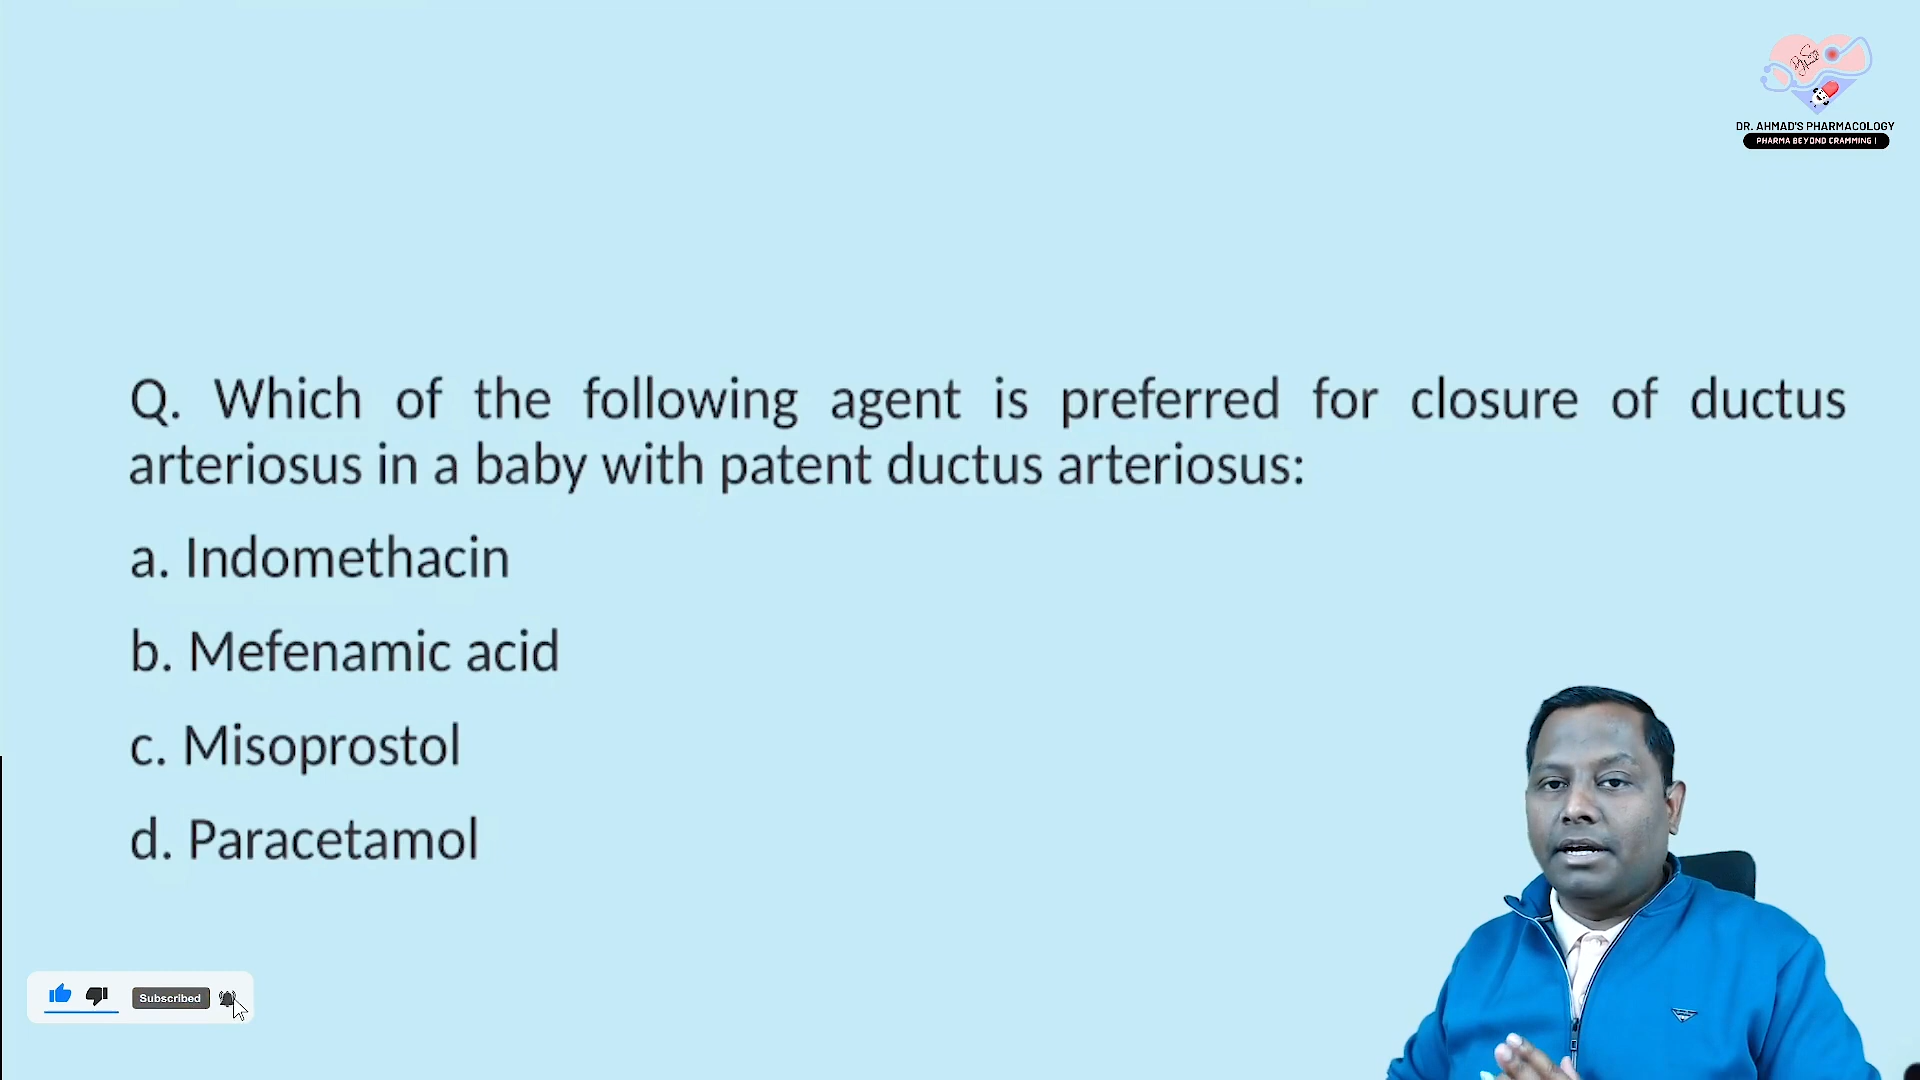 DR. AHMAD'S PHARMACOLOGY
PHARMA BEYOND CRAMMING !
Q. Which of the following agent is preferred for closure of ductus
arteriosus in a baby with patent ductus arteriosus:
a. Indomethacin
b. Mefenamic acid
c. Misoprostol
d. Paracetamol
Subscribed